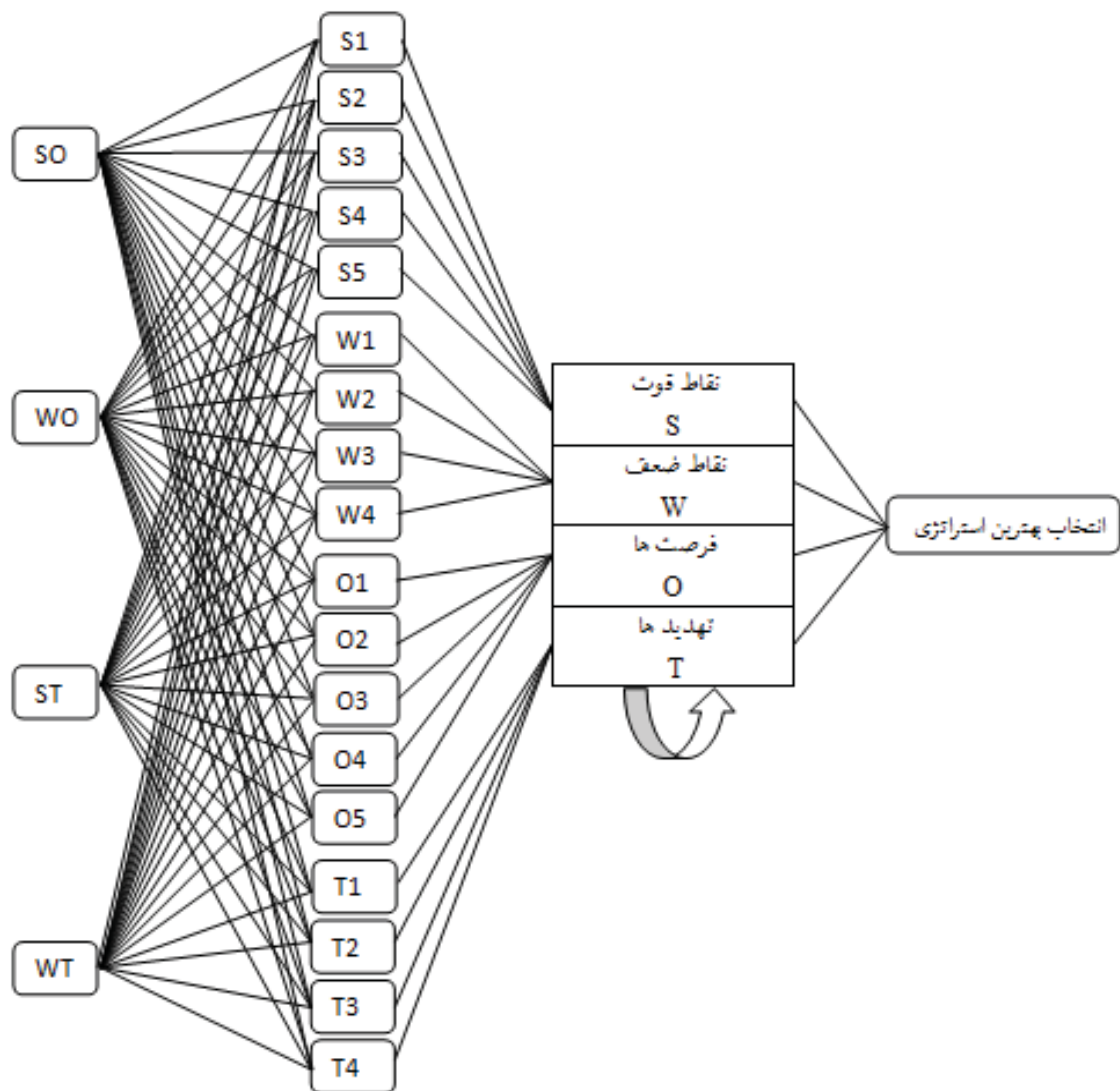 SO
WO
ST
WT
S1
S2
S3
S4
S5
W1
W2
W3
W4
O1
O2
O3
O4
O5
T1
T2
T3
T4
نقاط قوت
S
نقاط ضعف
W
فرصت ها
O
تهدید ها
T
انتخاب بهترین استراتژی